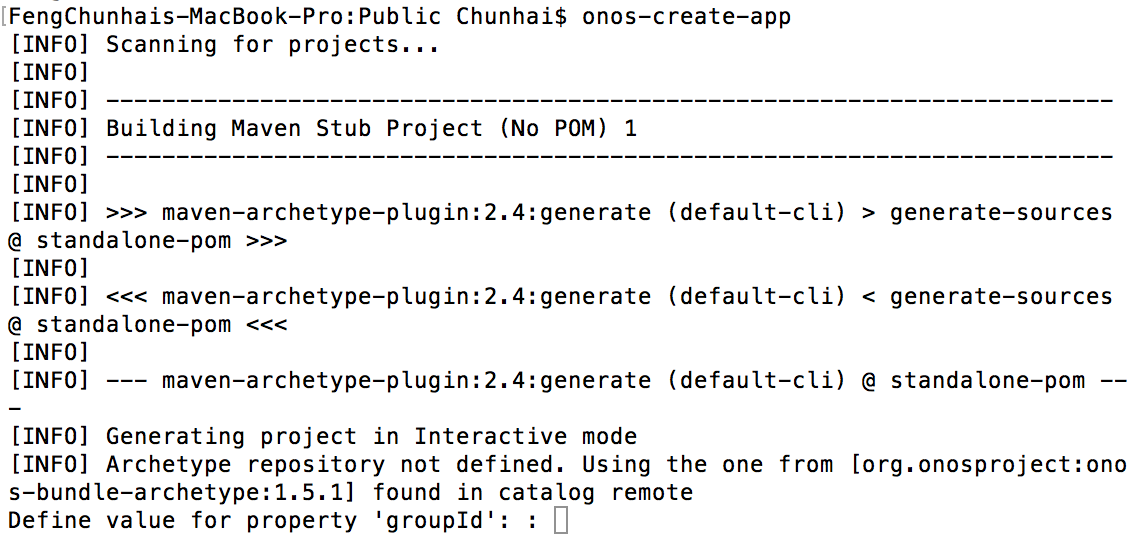 [FengChunhais-MacBook-Pro:Public Chunhai$ onos-create-app
[INFO] Scanning for projects...
[INFO]
[INFO] ------------------------------------------------------------------------
[INFO] Building Maven Stub Project (No POM) 1
[INFO] ------------------------------------------------------------------------
[INFO]
[INFO] >>> maven-archetype-plugin:2.4:generate (default-cli) > generate-sources
@ standalone-pom >>>
[INFO]
[INFO] <<< maven-archetype-plugin:2.4:generate (default-cli) < generate-sources
@ standalone-pom <<<
[INFO]
[INFO] --- maven-archetype-plugin:2.4:generate (default-cli) @ standalone-pom --
-
[INFO] Generating project in Interactive mode
[INFO] Archetype repository not defined. Using the one from [org.onosproject:ono
s-bundle-archetype:1.5.1] found in catalog remote
Define value for property 'groupId': :